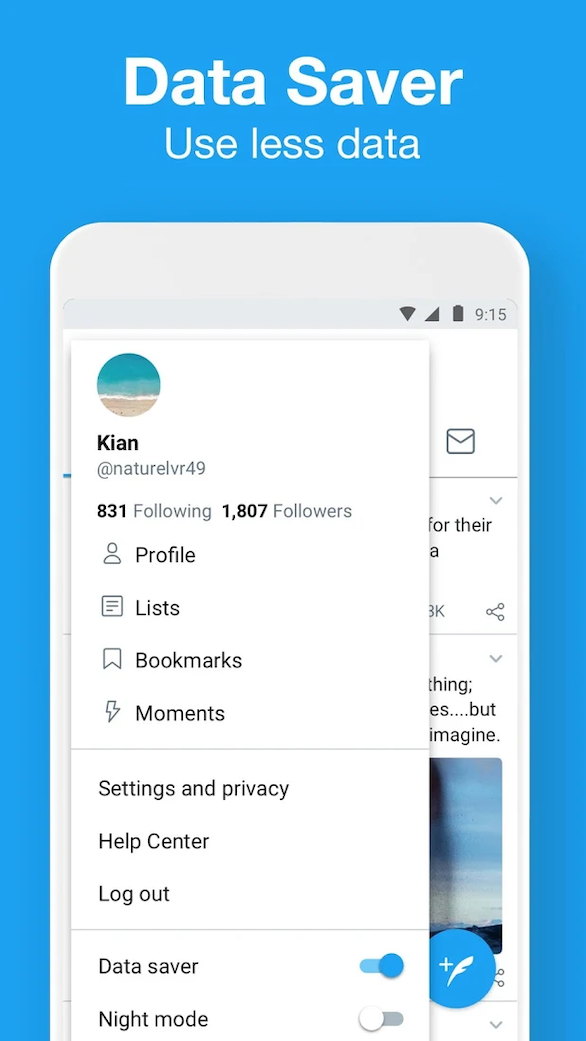 Data Saver
Use less data
9:15
Kian
@naturelvr49
831 Following 1,807 Followers
Profile
Lists
Bookmarks
Moments
Settings and privacy
Help Center
Log out
Data saver
Night mode
for their
a
3K
thing;
es....but
imagine.